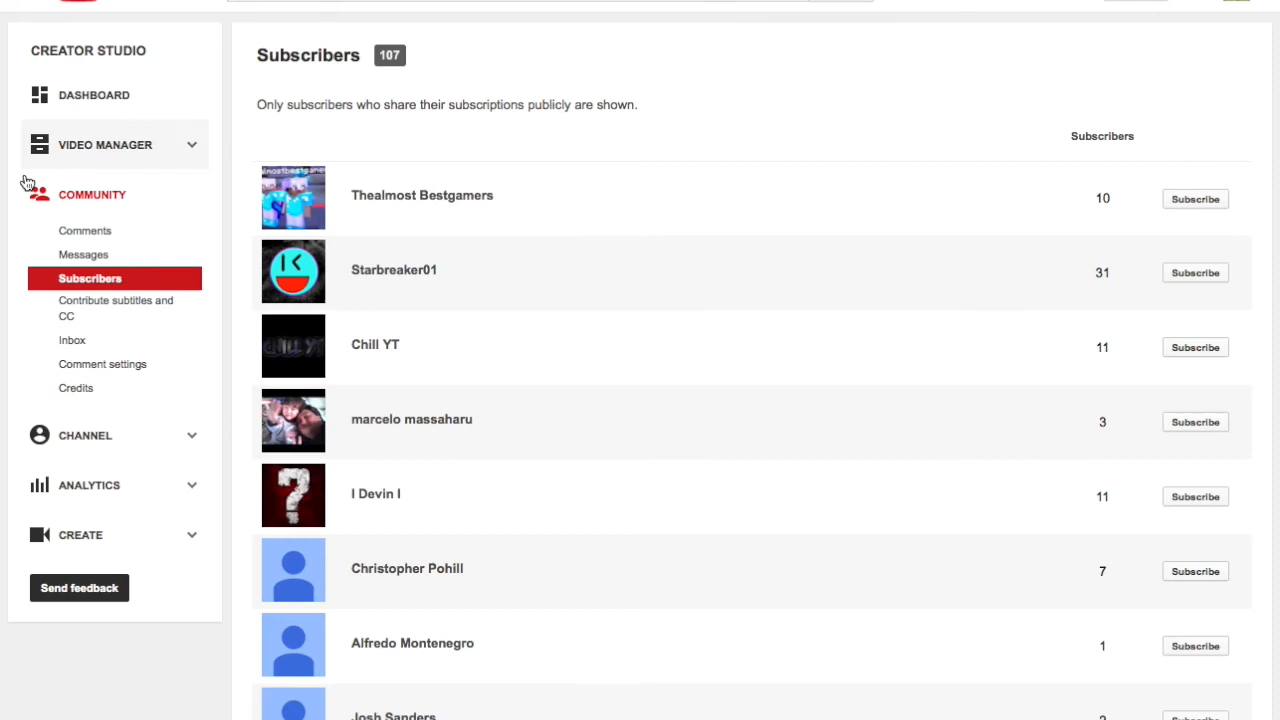 CREATOR STUDIO
DASHBOARD
VIDEO MANAGER
COMMUNITY
Comments
Messages
Subscribers
Contribute subtitles and
CC
Inbox
Comment settings
Credits
CHANNEL
ANALYTICS
CREATE
Send feedback
Subscribers 107
Only subscribers who share their subscriptions publicly are shown.
Subscribers
Thealmost Bestgamers 10 Subscribe
Starbreaker01 31 Subscribe
Chill YT 11 Subscribe
marcelo massaharu 3 Subscribe
I Devin I 11 Subscribe
?
Christopher Pohill 7 Subscribe
Alfredo Montenegro 1 Subscribe
Josh Sanders